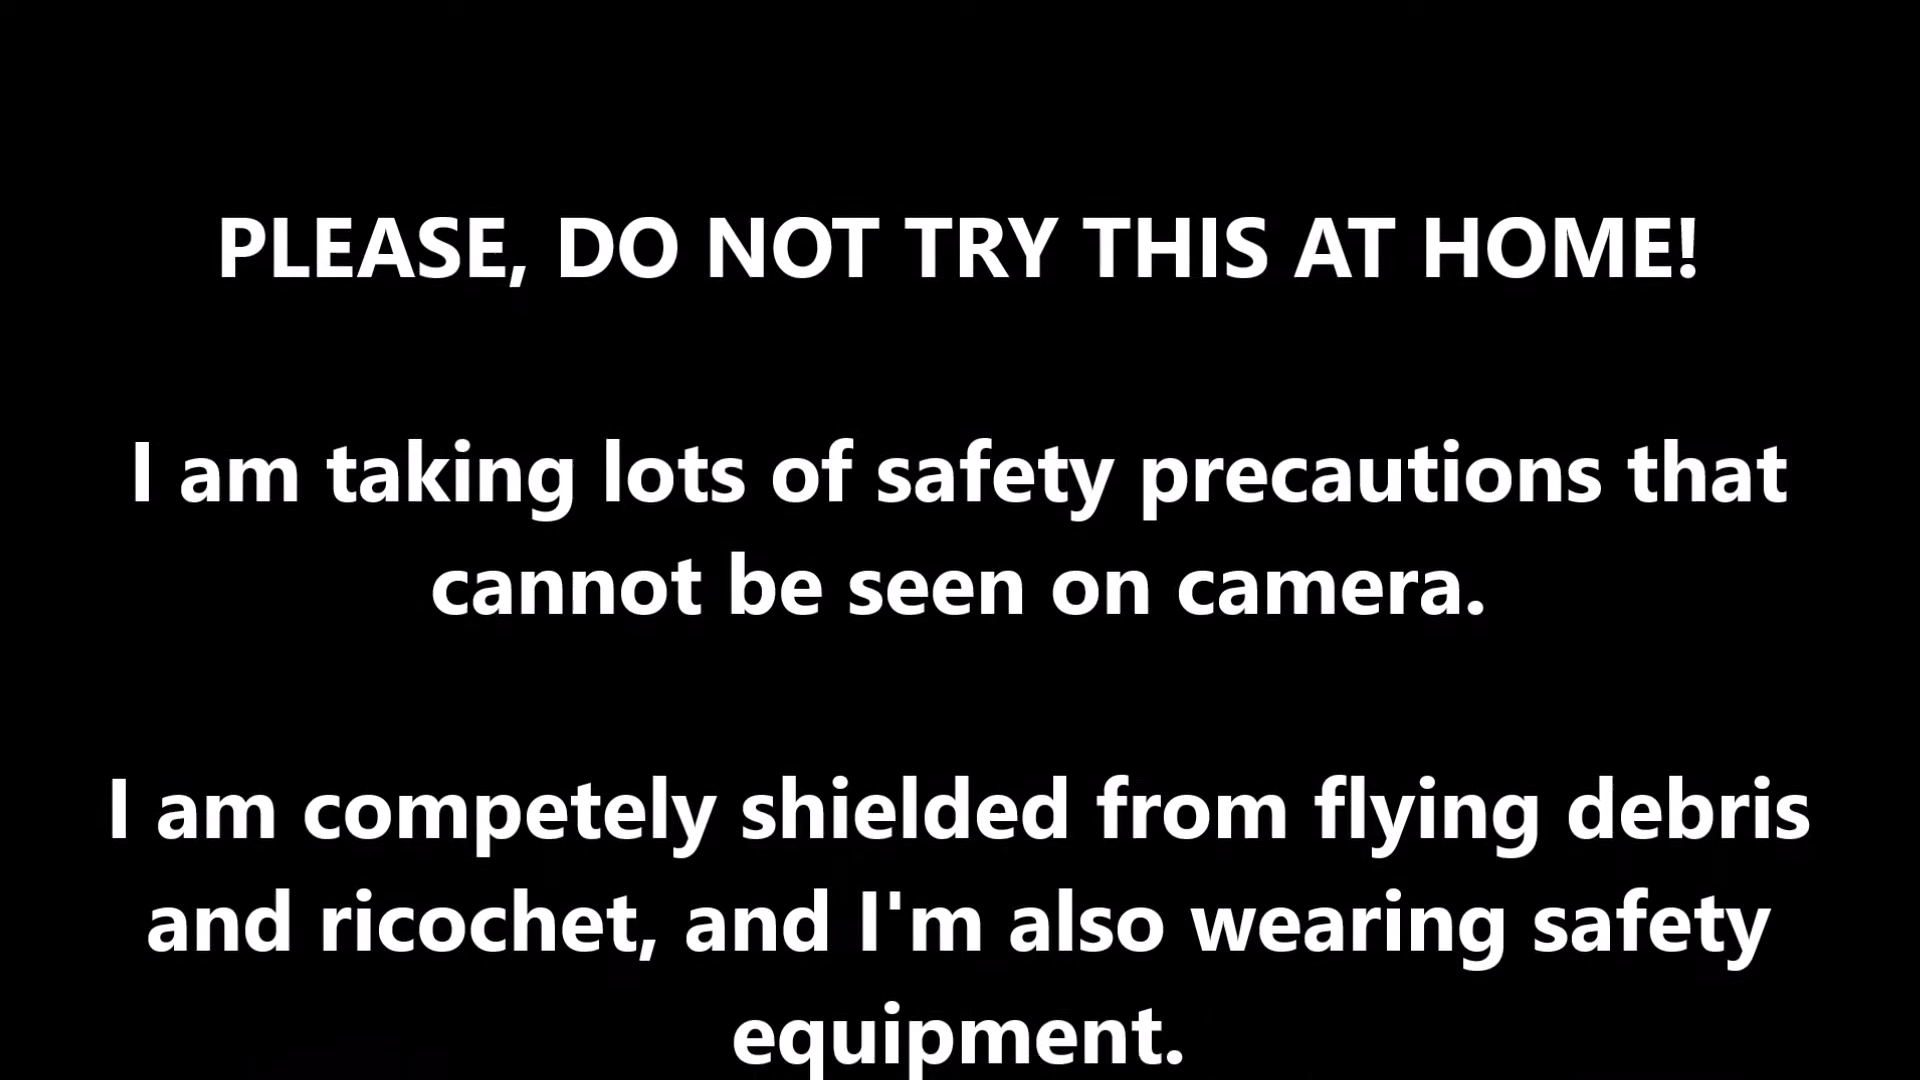 PLEASE, DO NOT TRY THIS AT HOME!
I am taking lots of safety precautions that
cannot be seen on camera.
I am competely shielded from flying debris
and ricochet, and I'm also wearing safety
equipment.